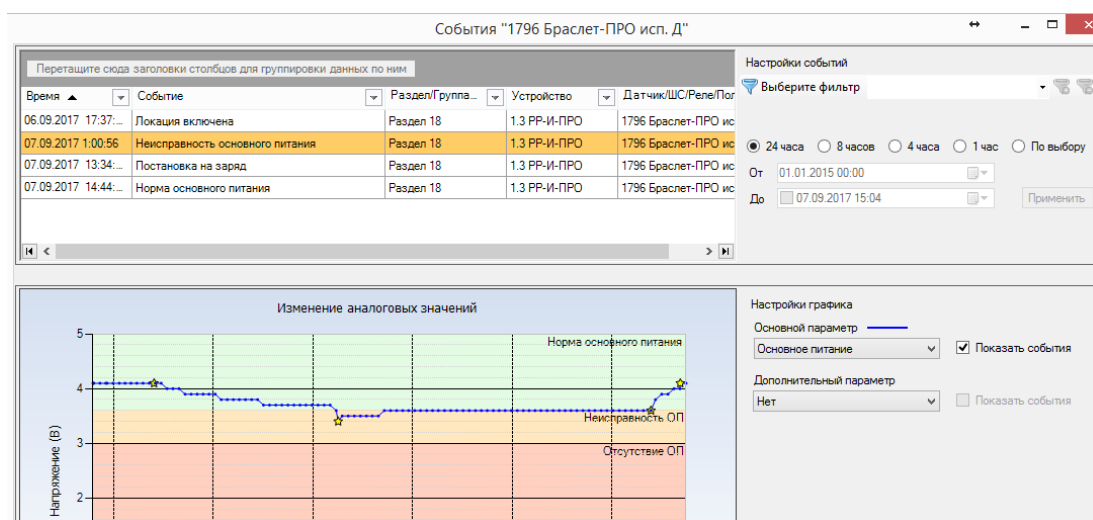 События "1796 Браслет-ПРО исп. Д"
Перетащите сюда заголовки столбцов для группировки данных по ним
Время Событие Раздел/Группа... Устройство Датчик/ШС/Реле/Пол
06.09.2017 17:37:... Локация включена Раздел 18 1.3 РР-И-ПРО 1796 Браслет-ПРО ис
07.09.2017 1:00:56 Неисправность основного питания Раздел 18 1.3 РР-И-ПРО 1796 Браслет-ПРО ис
07.09.2017 13:34:... Постановка на заряд Раздел 18 1.3 РР-И-ПРО 1796 Браслет-ПРО ис
07.09.2017 14:44:... Норма основного питания Раздел 18 1.3 РР-И-ПРО 1796 Браслет-ПРО ис
Настройки событий
Выберите фильтр
24 часа 8 часов 4 часа 1 час По выбору
От 01.01.2015 00:00
До 07.09.2017 15:04 Применить
Изменение аналоговых значений
Напряжение (В)
5
4
3
2
Норма основного питания
Неисправность ОП
Отсутствие ОП
Настройки графика
Основной параметр
Основное питание Показать события
Дополнительный параметр
Нет Показать события